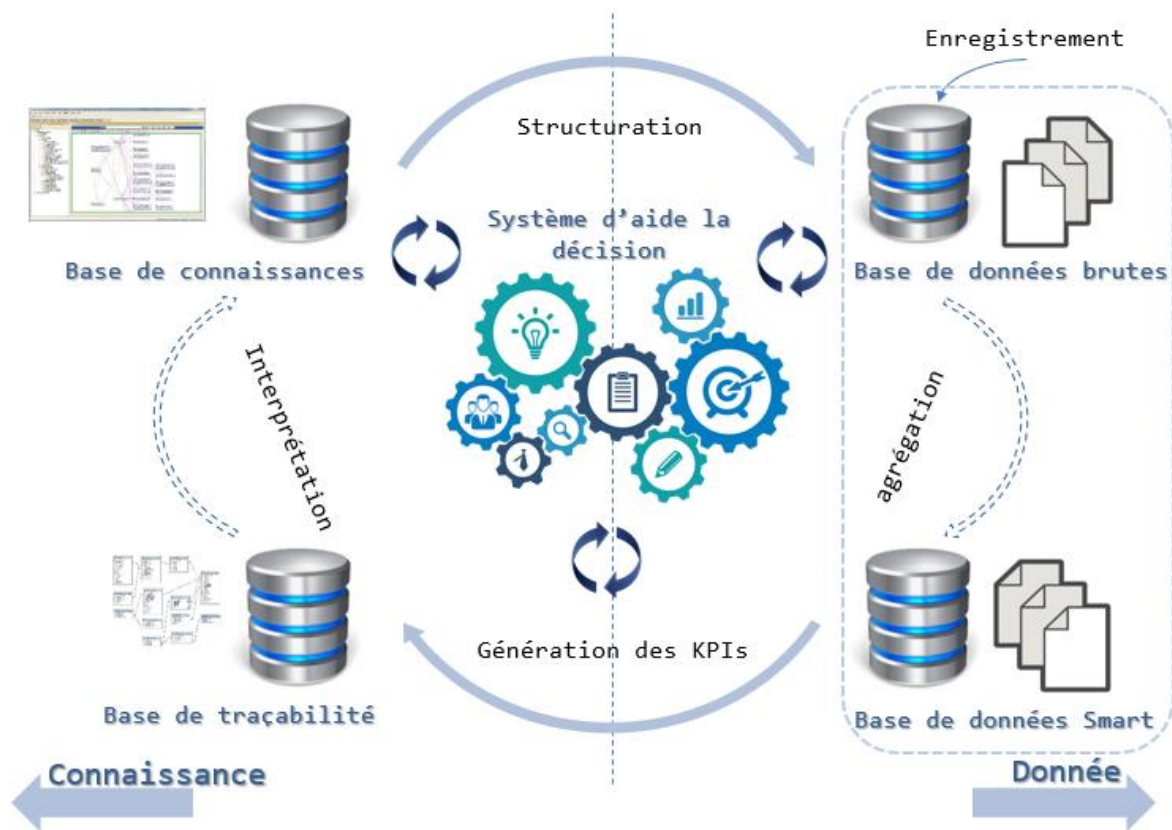 Enregistrement
Structuration
Système d'aide la
décision
Base de connaissances
Base de données brutes
Interprétation
agrégation
Génération des KPIs
Base de traçabilité
Base de données Smart
Connaissance
Donnée